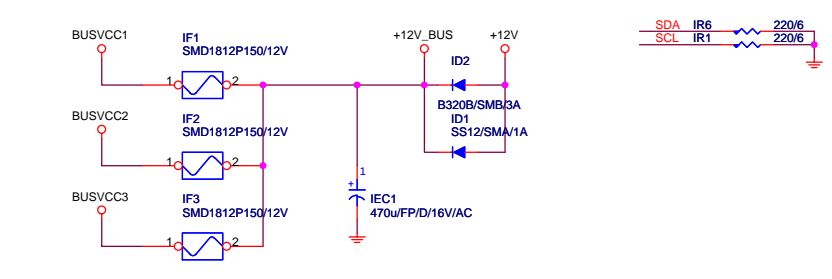 BUSVCC1
IF1
SMD1812P150/12V
1
2
BUSVCC2
IF2
SMD1812P150/12V
1
2
BUSVCC3
IF3
SMD1812P150/12V
1
2
+12V_BUS
+12V
ID2
B320B/SMB/3A
ID1
SS12/SMA/1A
1
+
IEC1
470u/FP/D/16V/AC
SDA IR6 220/6
SCL IR1 220/6